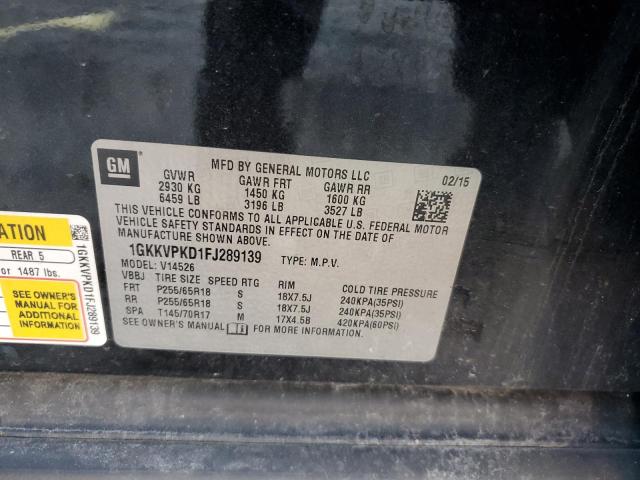 GM
MFD BY GENERAL MOTORS LLC
02/15
GVWR GAWR FRT GAWR RR
2930 KG 1450 KG 1600 KG
6459 LB 3196 LB 3527 LB
THIS VEHICLE CONFORMS TO ALL APPLICABLE U.S. FEDERAL MOTOR
VEHICLE SAFETY STANDARDS IN EFFECT ON THE DATE OF
MANUFACTURE SHOWN ABOVE.
1GKKVPKD1FJ289139 TYPE: M.P.V.
MODEL: V14526
VBBJ TIRE SIZE SPEED RTG RIM COLD TIRE PRESSURE
FRT P255/65R18 S 18X7.5J 240KPA(35PSI)
RR P255/65R18 S 18X7.5J 240KPA(35PSI)
SPA T145/70R17 M 17X4.5B 420KPA(60PSI)
SEE OWNER'S MANUAL FOR MORE INFORMATION.
ATION
REAR 5
or 1487 lbs.
SEE OWNER'S
MANUAL FOR
ADDITIONAL
INFORMATION
1GKKVPKD1FJ289139